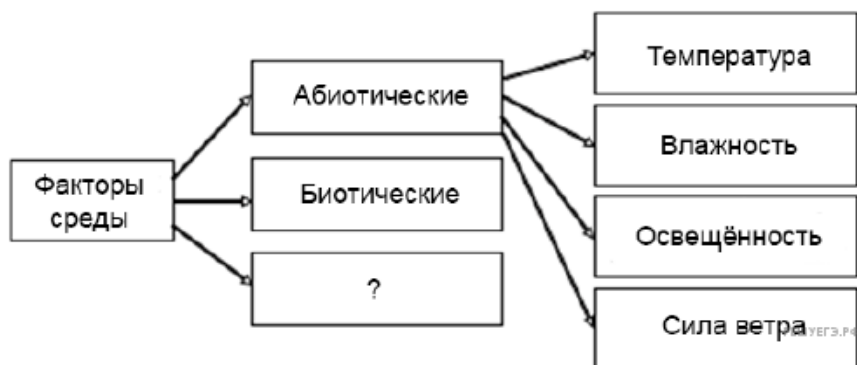 Факторы
среды
Абиотические
Биотические
?
Температура
Влажность
Освещённость
Сила ветра